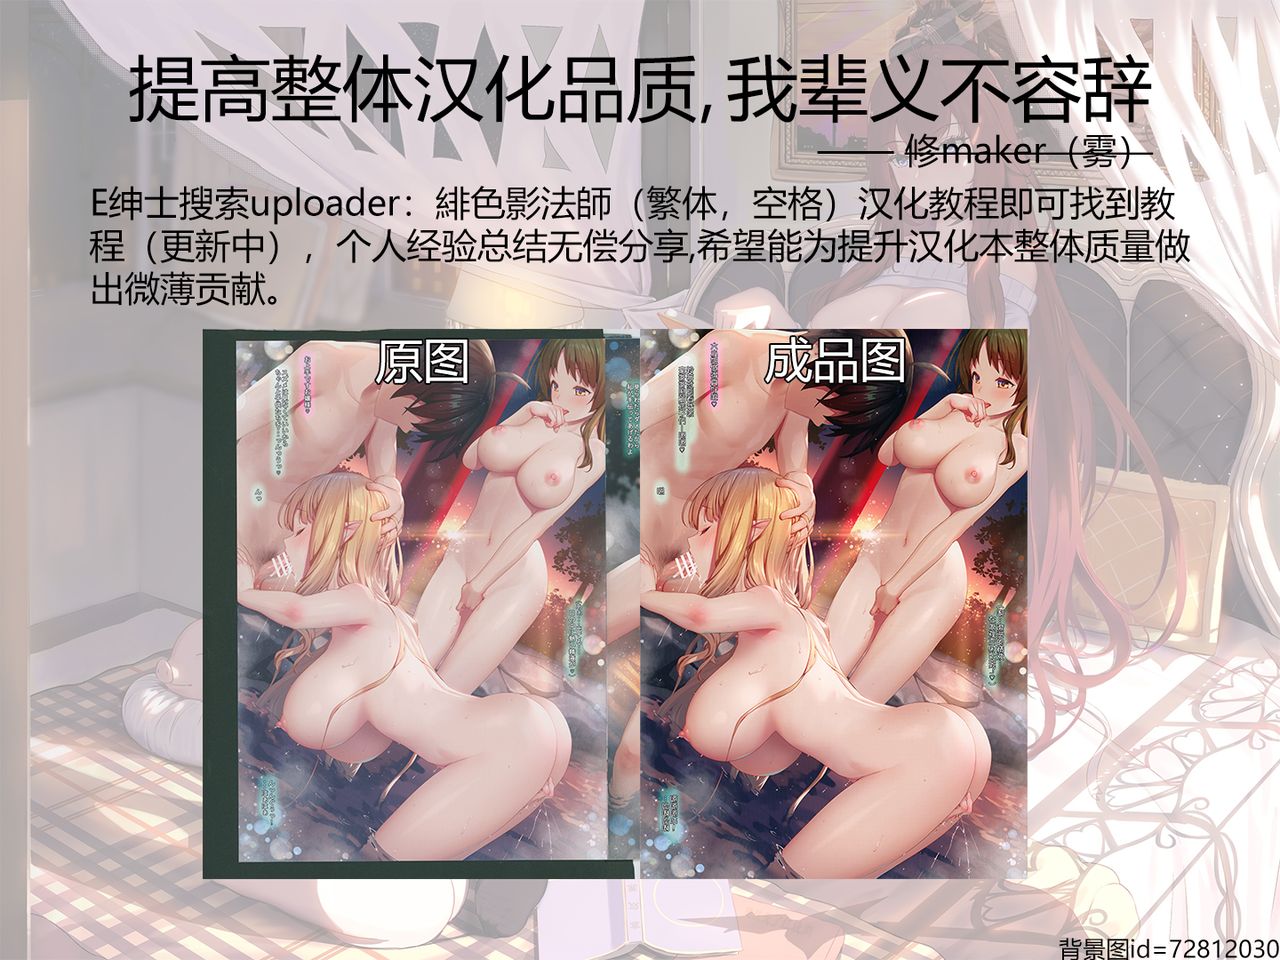 提高整体汉化品质,我辈义不容辞
—— 修maker（雾）
E绅士搜索uploader：緋色影法師（繁体，空格）汉化教程即可找到教
程（更新中），个人经验总结无偿分享,希望能为提升汉化本整体质量做
出微薄贡献。
原图
成品图
背景图id=72812030